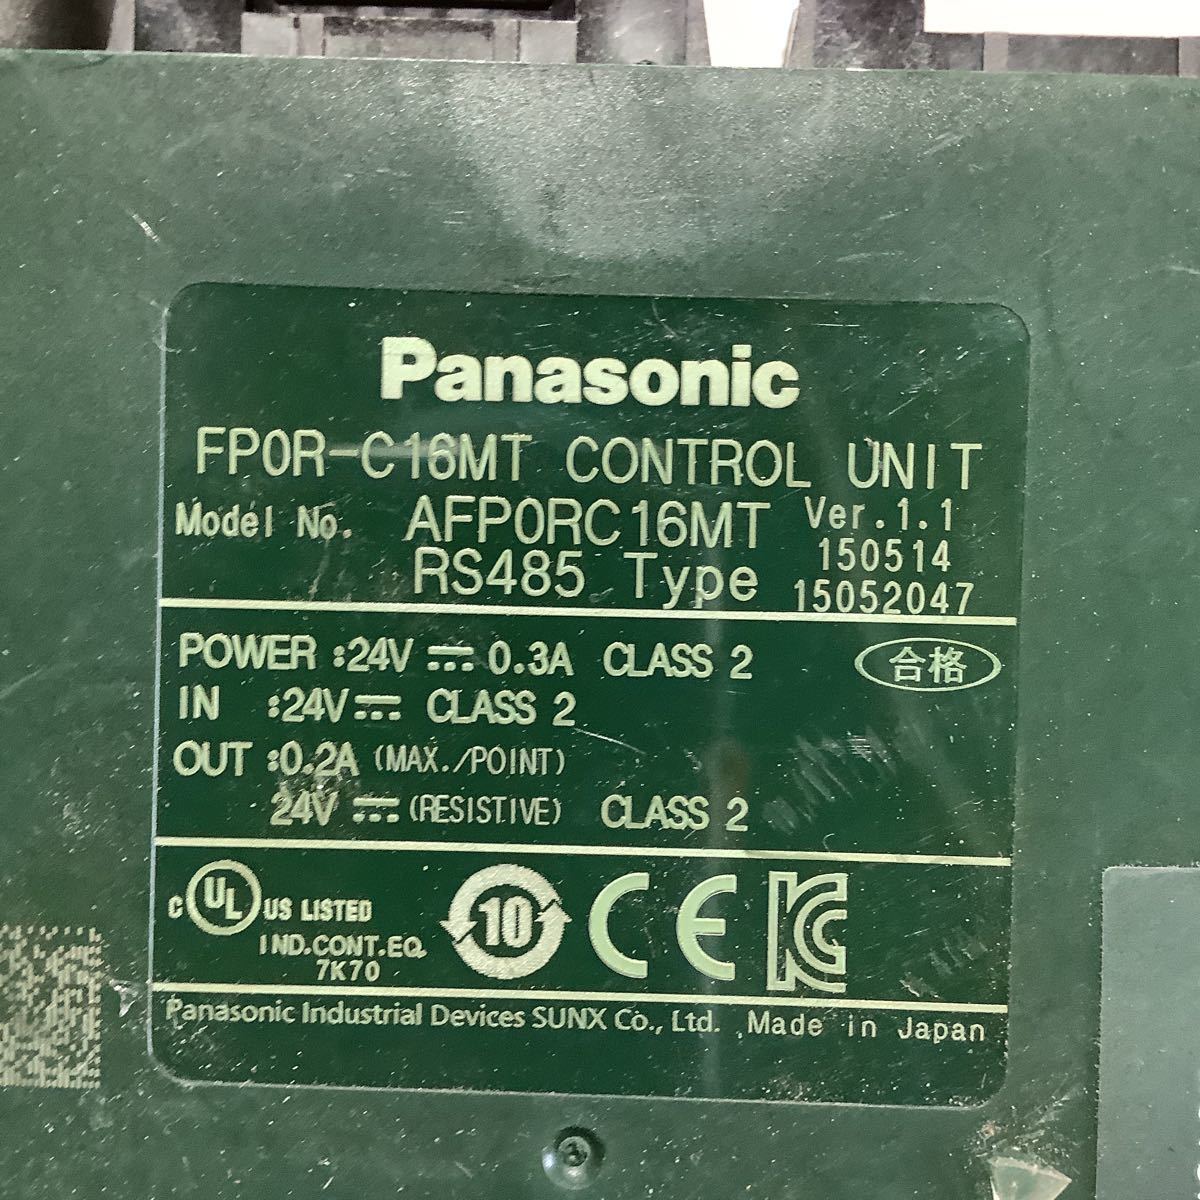 Panasonic
FP0R-C16MT CONTROL UNIT
Model No. AFP0RC16MT Ver.1.1
150514
RS485 Type 15052047
POWER :24V ⎓ 0.3A CLASS 2
合格
IN :24V ⎓ CLASS 2
OUT :0.2A (MAX./POINT)
24V ⎓ (RESISTIVE) CLASS 2
c UL US LISTED
IND.CONT.EQ.
7K70
10
CE
KC
Panasonic Industrial Devices SUNX Co., Ltd. Made in Japan